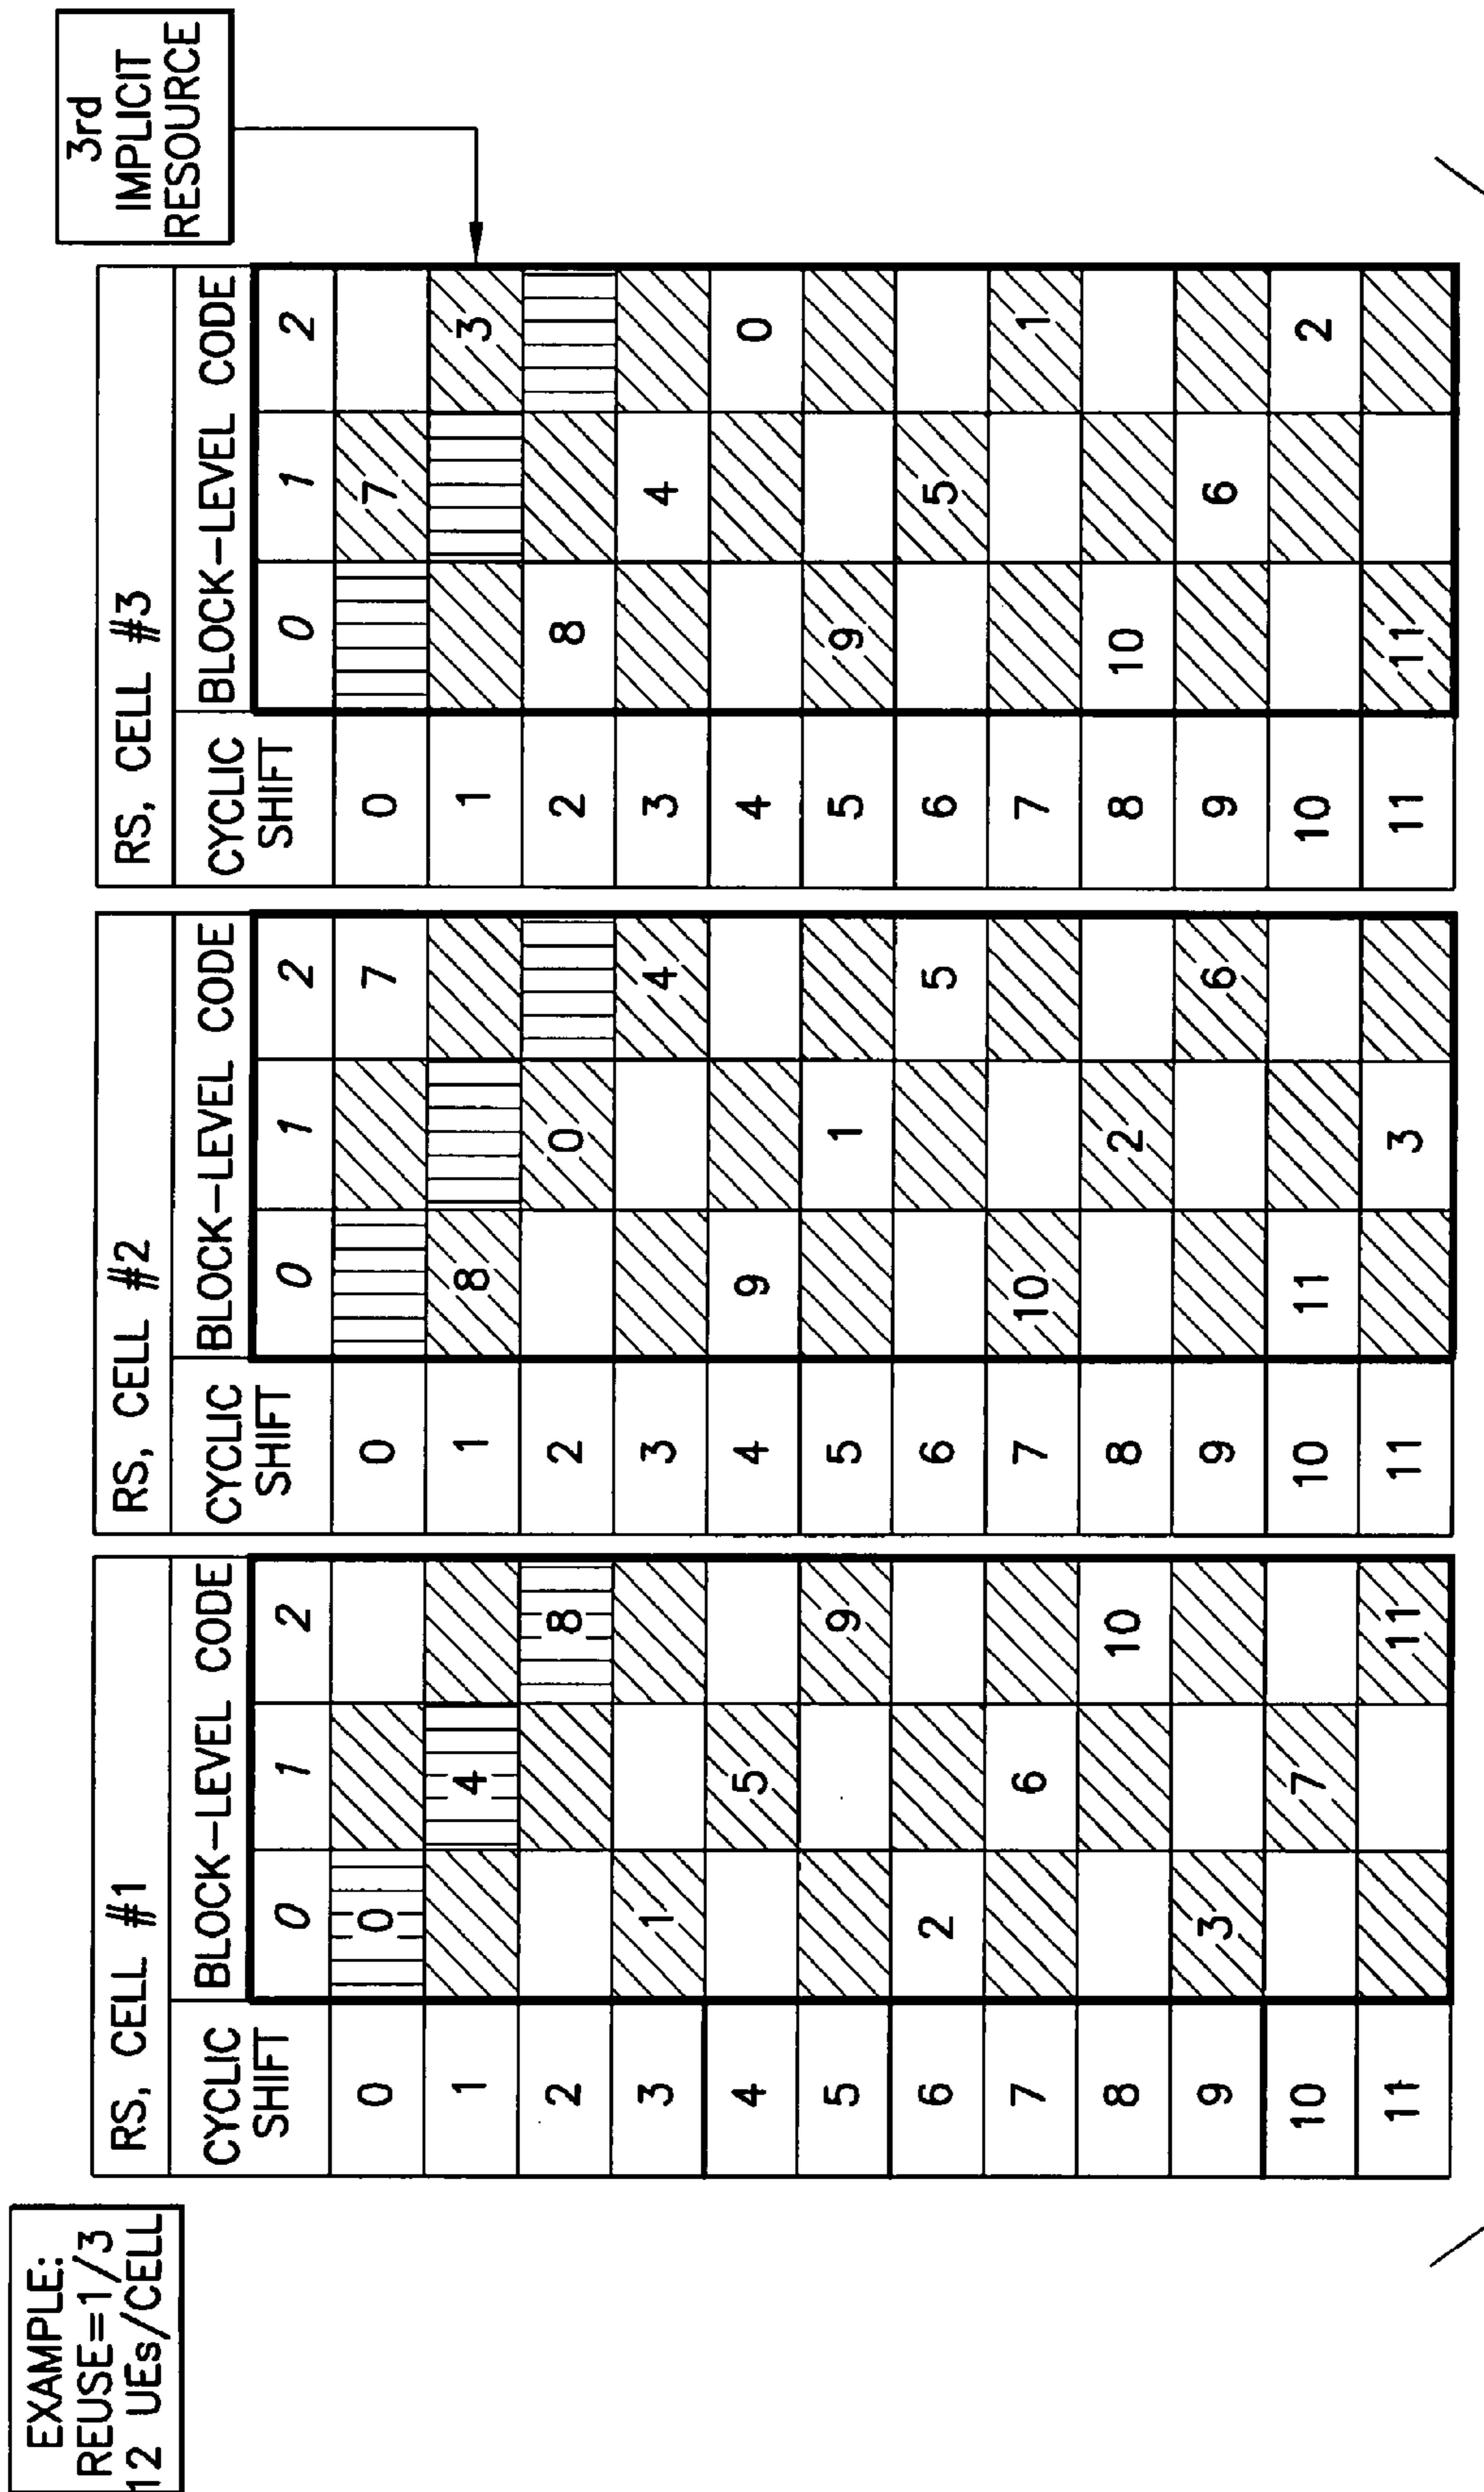 EXAMPLE:
REUSE=1/3
12 UEs/CELL
RS, CELL #1
CYCLIC
SHIFT
BLOCK-LEVEL CODE
0 1 2
0 0
1 4
2 8
3 1
4 5
5 9
6 2
7 6
8 10
9 3
10 7
11 11
RS, CELL #2
CYCLIC
SHIFT
BLOCK-LEVEL CODE
0 1 2
0 7
1 8
2 0
3 4
4 9
5 1
6 5
7 10
8 2
9 6
10 11
11 3
RS, CELL #3
CYCLIC
SHIFT
BLOCK-LEVEL CODE
0 1 2
0 7
1 3
2 8
3 4
4 0
5 9
6 5
7 1
8 10
9 6
10 2
11 11
3rd
IMPLICIT
RESOURCE